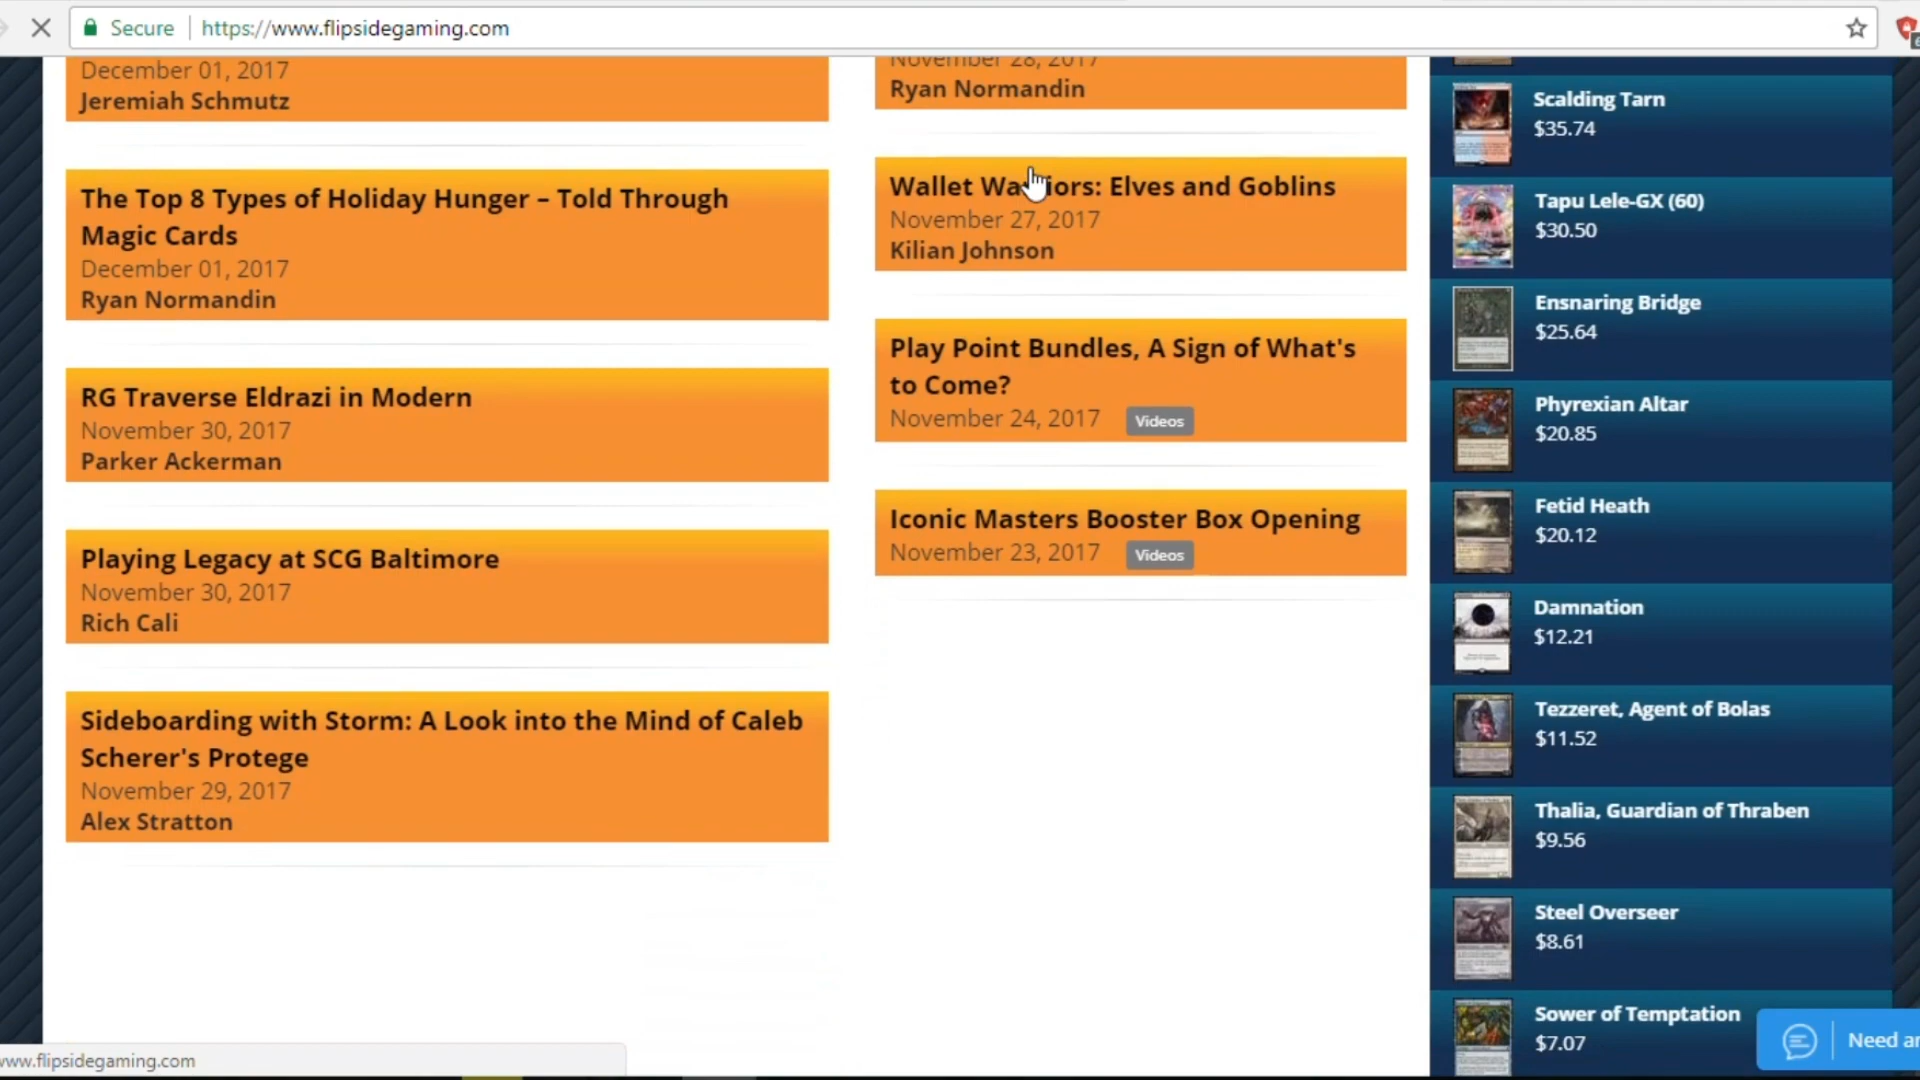 Secure https://www.flipsidegaming.com
December 01, 2017
Jeremiah Schmutz
The Top 8 Types of Holiday Hunger – Told Through
Magic Cards
December 01, 2017
Ryan Normandin
RG Traverse Eldrazi in Modern
November 30, 2017
Parker Ackerman
Playing Legacy at SCG Baltimore
November 30, 2017
Rich Cali
Sideboarding with Storm: A Look into the Mind of Caleb
Scherer's Protege
November 29, 2017
Alex Stratton
November 28, 2017
Ryan Normandin
Wallet Warriors: Elves and Goblins
November 27, 2017
Kilian Johnson
Play Point Bundles, A Sign of What's
to Come?
November 24, 2017 Videos
Iconic Masters Booster Box Opening
November 23, 2017 Videos
Scalding Tarn
$35.74
Tapu Lele-GX (60)
$30.50
Ensnaring Bridge
$25.64
Phyrexian Altar
$20.85
Fetid Heath
$20.12
Damnation
$12.21
Tezzeret, Agent of Bolas
$11.52
Thalia, Guardian of Thraben
$9.56
Steel Overseer
$8.61
Sower of Temptation
$7.07
Need
www.flipsidegaming.com